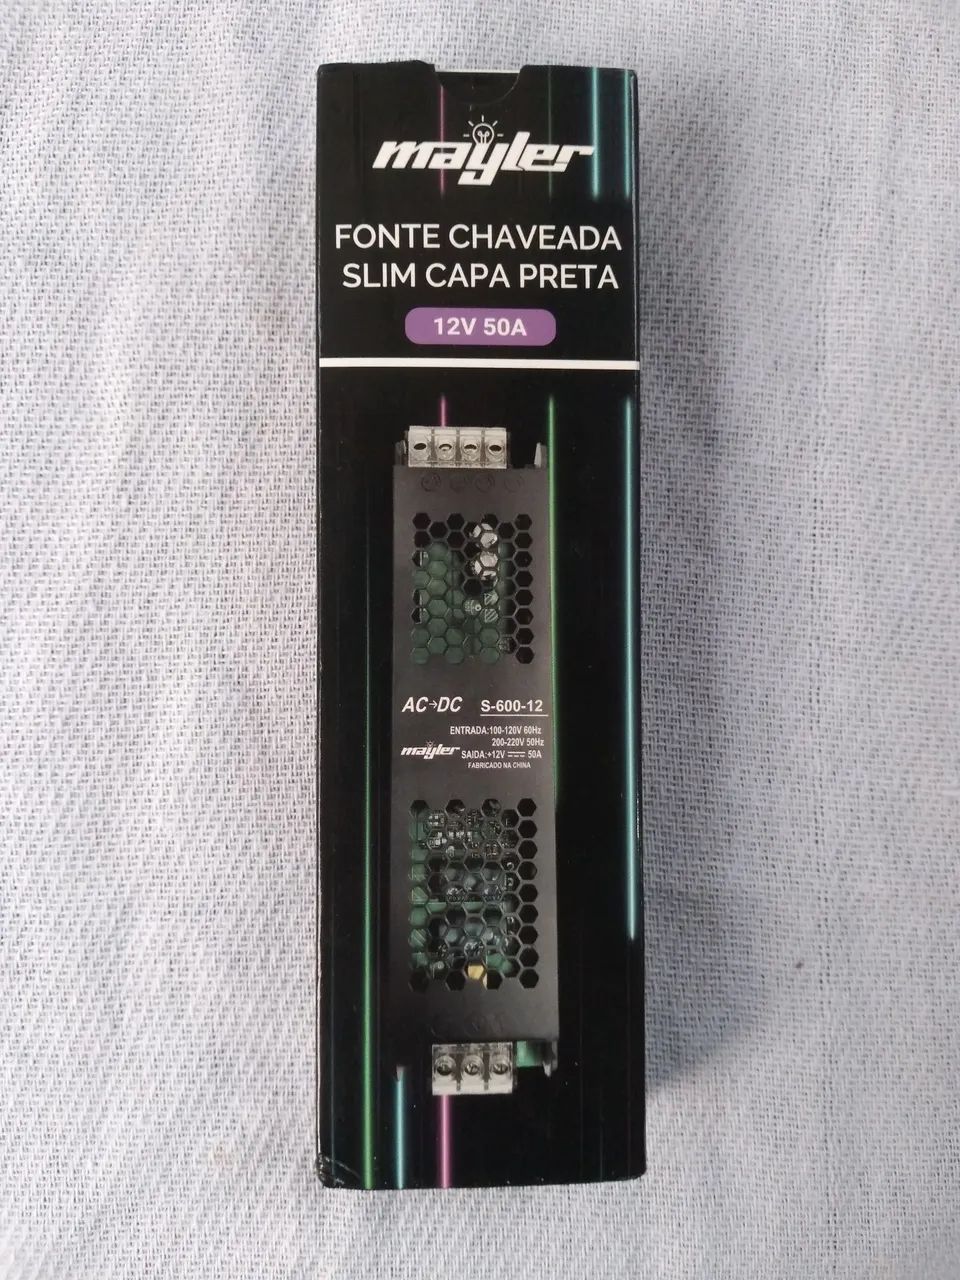 mayler
FONTE CHAVEADA
SLIM CAPA PRETA
12V 50A
AC→DC S-600-12
ENTRADA:100-120V 60Hz
200-220V 50Hz
mayler SAIDA:+12V ⎓ 50A
FABRICADO NA CHINA